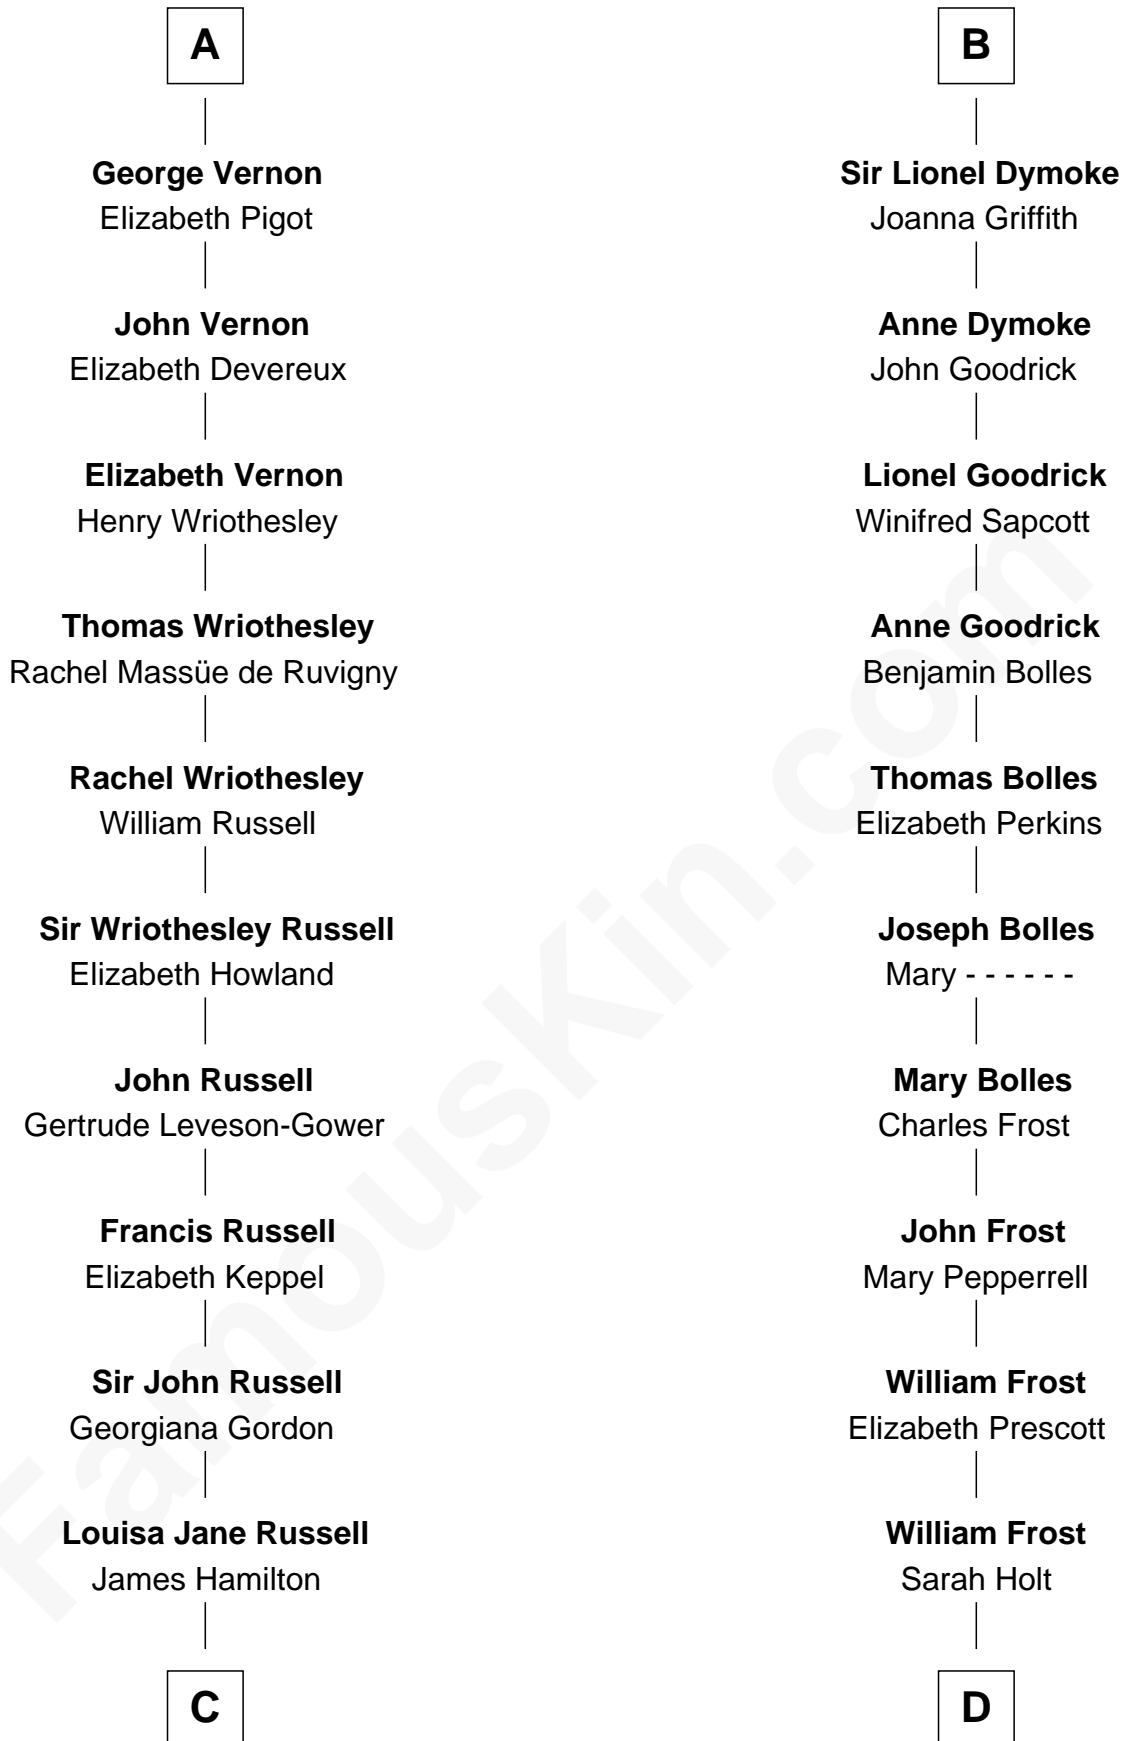 A
George Vernon
Elizabeth Pigot
John Vernon
Elizabeth Devereux
Elizabeth Vernon
Henry Wriothesley
Thomas Wriothesley
Rachel Massüe de Ruvigny
Rachel Wriothesley
William Russell
Sir Wriothesley Russell
Elizabeth Howland
John Russell
Gertrude Leveson-Gower
Francis Russell
Elizabeth Keppel
Sir John Russell
Georgiana Gordon
Louisa Jane Russell
James Hamilton
C
B
Sir Lionel Dymoke
Joanna Griffith
Anne Dymoke
John Goodrick
Lionel Goodrick
Winifred Sapcott
Anne Goodrick
Benjamin Bolles
Thomas Bolles
Elizabeth Perkins
Joseph Bolles
Mary - - - - - -
Mary Bolles
Charles Frost
John Frost
Mary Pepperrell
William Frost
Elizabeth Prescott
William Frost
Sarah Holt
D
FamousKin.com